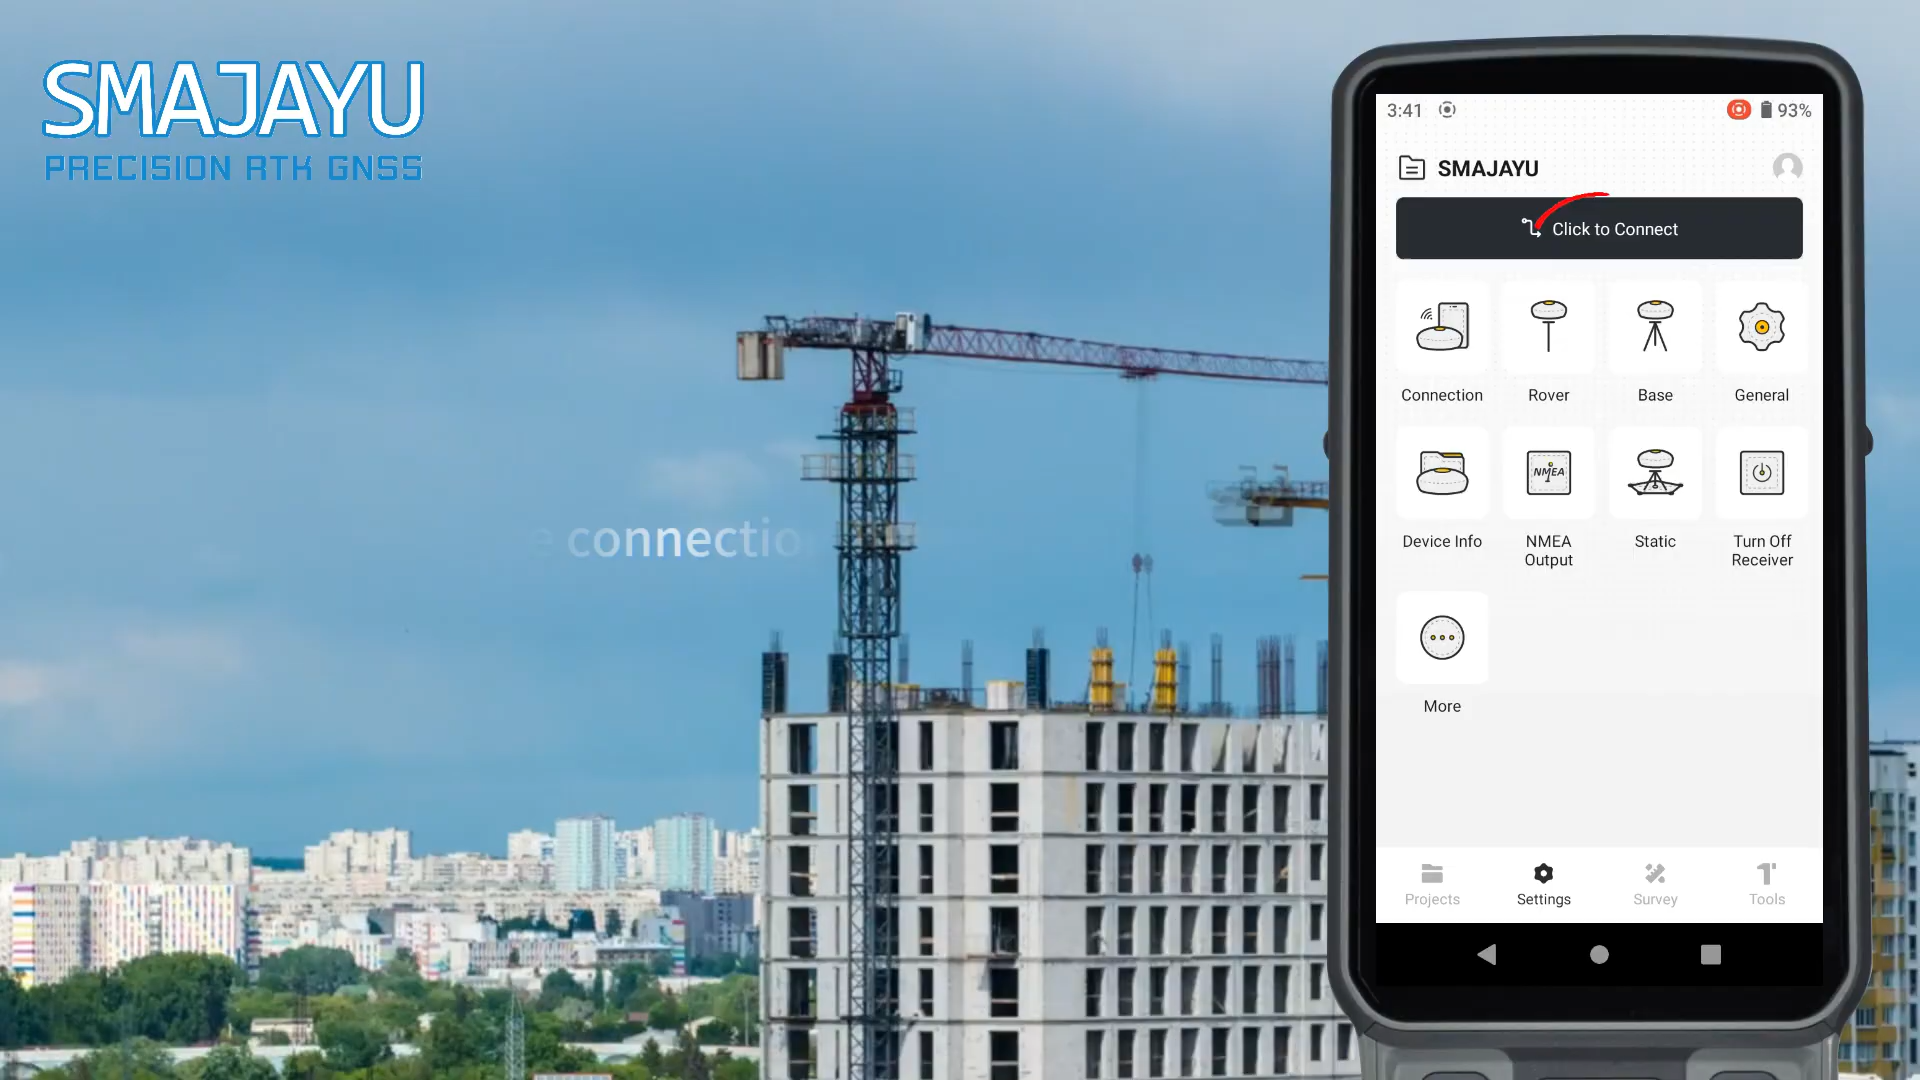 SMAJAYU
PRECISION RTK GNSS
e connectio
3:41
93%
SMAJAYU
Click to Connect
Connection
Rover
Base
General
NMEA
Device Info
NMEA
Output
Static
Turn Off
Receiver
More
Projects
Settings
Survey
Tools